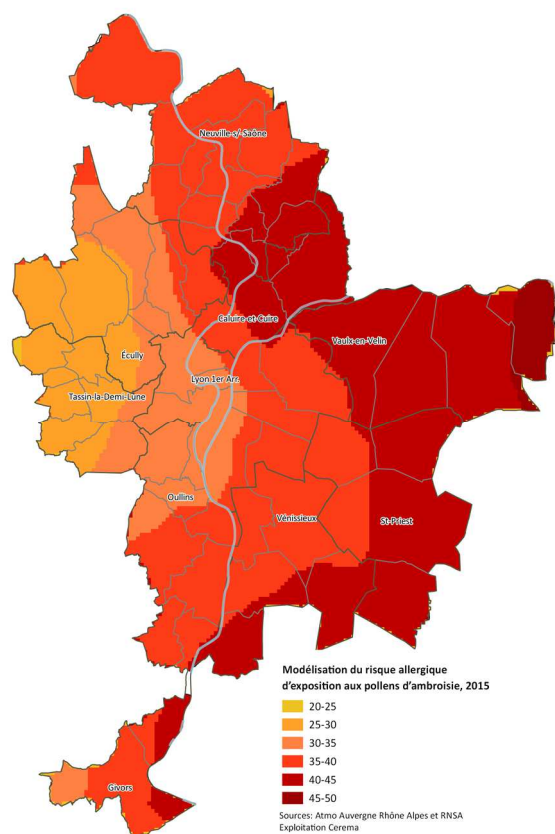 Neuville s/-Saône
Caluire-et-Cuire
Vaulx-en-Velin
Écully
Lyon 1er Arr.
Tassin-la-Demi-Lune
Oullins
Vénissieux
St-Priest
Givors
Modélisation du risque allergique
d'exposition aux pollens d'ambroisie, 2015
20-25
25-30
30-35
35-40
40-45
45-50
Sources: Atmo Auvergne Rhône Alpes et RNSA
Exploitation Cerema